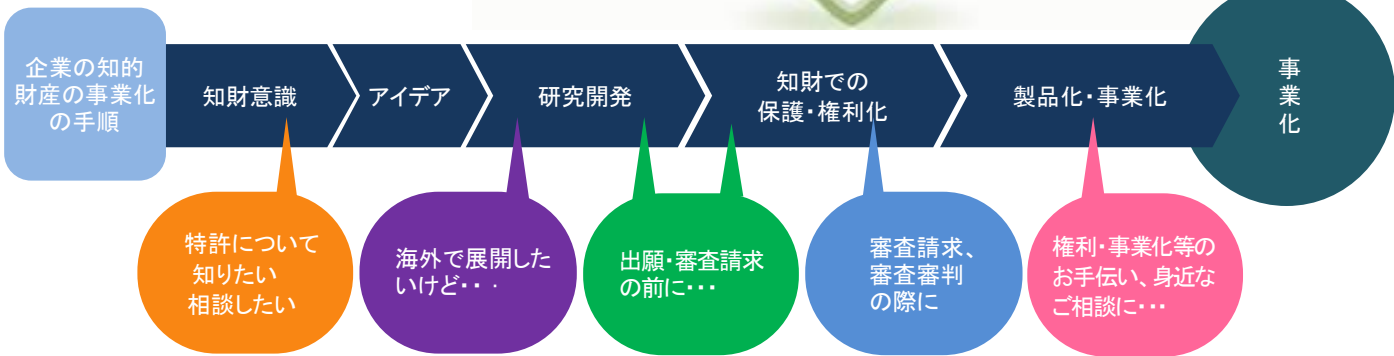 企業の知的
財産の事業化
の手順
知財意識
アイデア
研究開発
知財での
保護・権利化
製品化・事業化
事
業
化
特許について
知りたい
相談したい
海外で展開した
いけど・・・
出願・審査請求
の前に・・・
審査請求、
審査審判
の際に
権利・事業化等の
お手伝い、身近な
ご相談に・・・